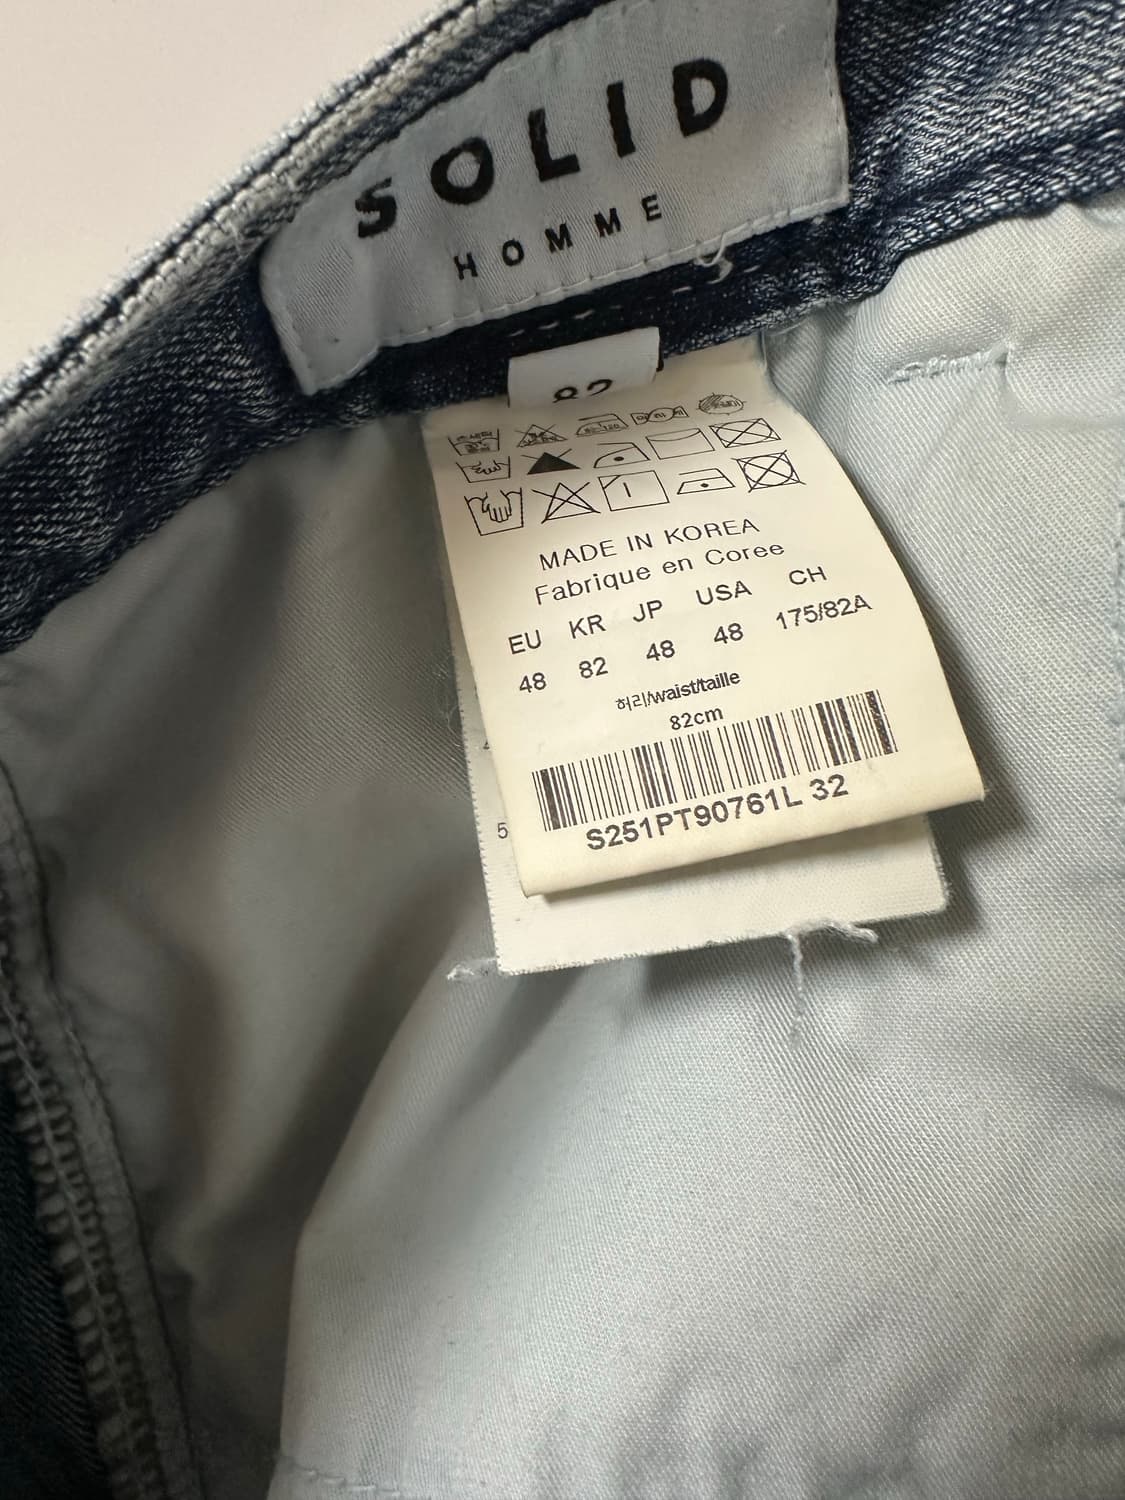 SOLID
HOMME
82
MADE IN KOREA
Fabrique en Coree
EU KR JP USA CH
48 82 48 48 175/82A
허리/waist/taille
82cm
S251PT90761L 32
5